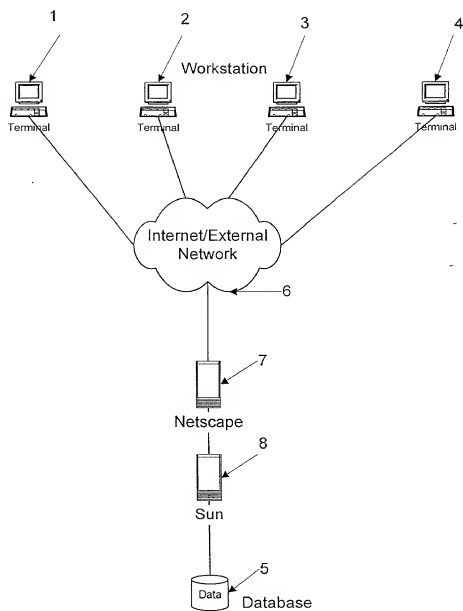 1
2
3
4
Workstation
Terminal
Terminal
Terminal
Terminal
Internet/External
Network
6
7
Netscape
8
Sun
5
Data
Database